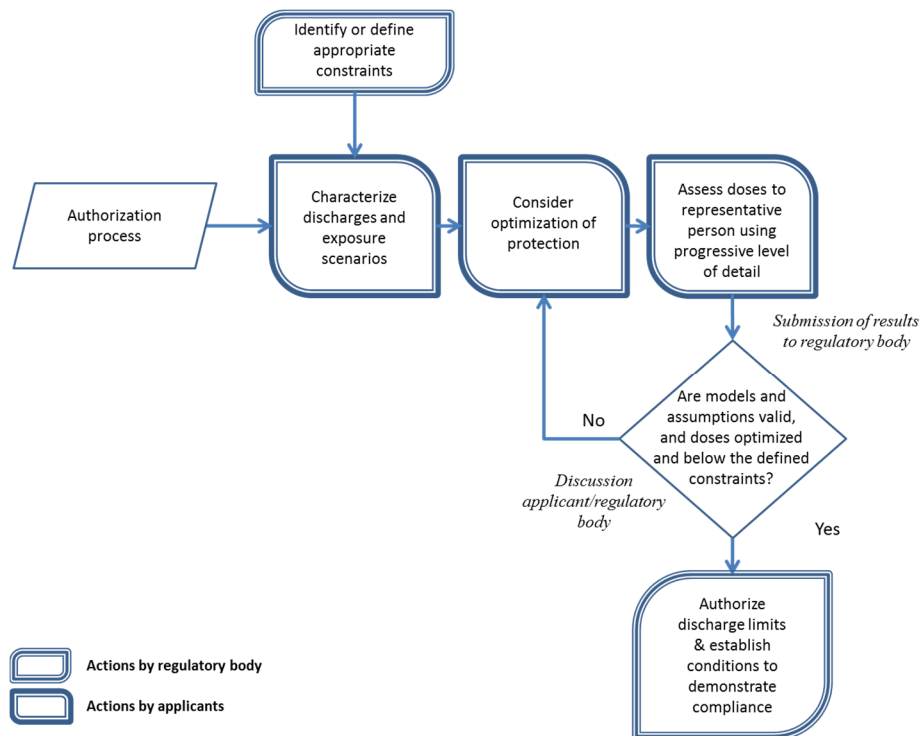 Identify or define
appropriate
constraints
Authorization
process
Characterize
discharges and
exposure
scenarios
Consider
optimization of
protection
Assess doses to
representative
person using
progressive level
of detail
Submission of results
to regulatory body
Are models and
assumptions valid,
and doses optimized
and below the defined
constraints?
No
Discussion
applicant/regulatory
body
Yes
Authorize
discharge limits
& establish
conditions to
demonstrate
compliance
Actions by regulatory body
Actions by applicants